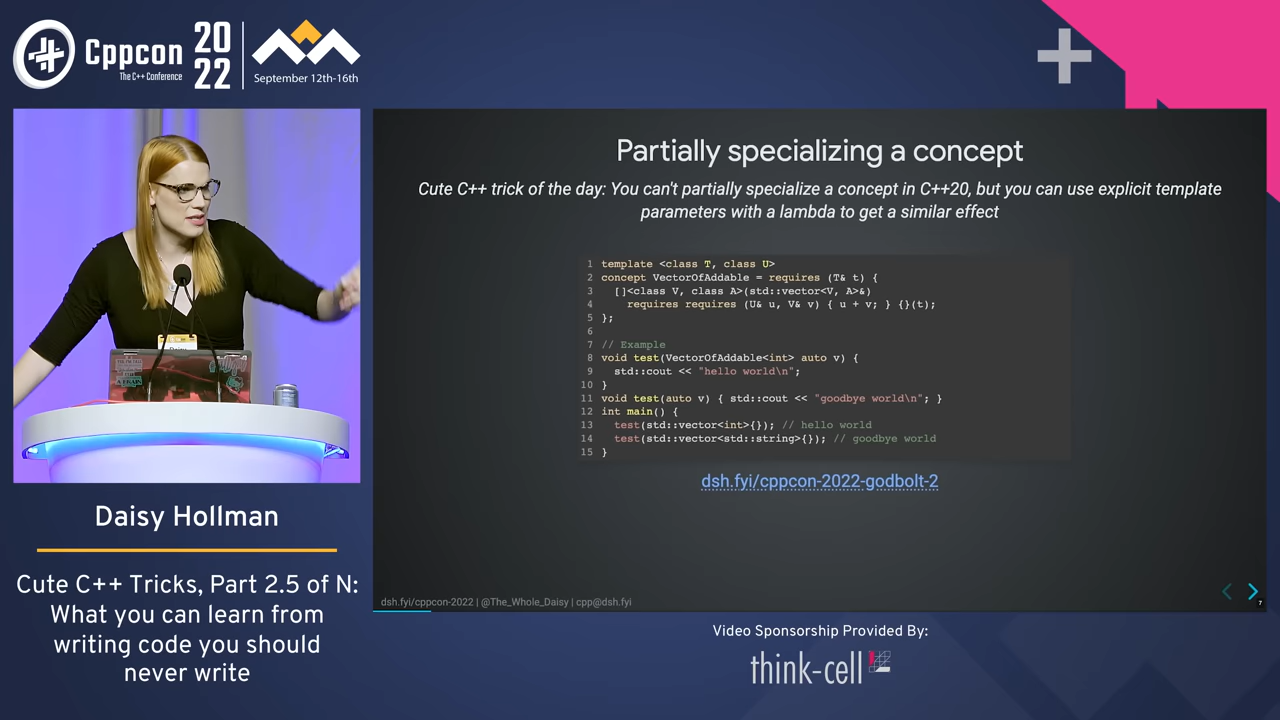 Cppcon
The C++ Conference
20
22
September 12th-16th
Partially specializing a concept
Cute C++ trick of the day: You can't partially specialize a concept in C++20, but you can use explicit template
parameters with a lambda to get a similar effect
1 template <class T, class U>
2 concept VectorOfAddable = requires (T& t) {
3   []<class V, class A>(std::vector<V, A>&)
4     requires requires (U& u, V& v) { u + v; } {}(t);
5 };
6
7 // Example
8 void test(VectorOfAddable<int> auto v) {
9   std::cout << "hello world\n";
10 }
11 void test(auto v) { std::cout << "goodbye world\n"; }
12 int main() {
13   test(std::vector<int>{}); // hello world
14   test(std::vector<std::string>{}); // goodbye world
15 }
dsh.fyi/cppcon-2022-godbolt-2
dsh.fyi/cppcon-2022 | @The_Whole_Daisy | cpp@dsh.fyi
7
Daisy Hollman
Cute C++ Tricks, Part 2.5 of N:
What you can learn from
writing code you should
never write
Video Sponsorship Provided By:
think-cell